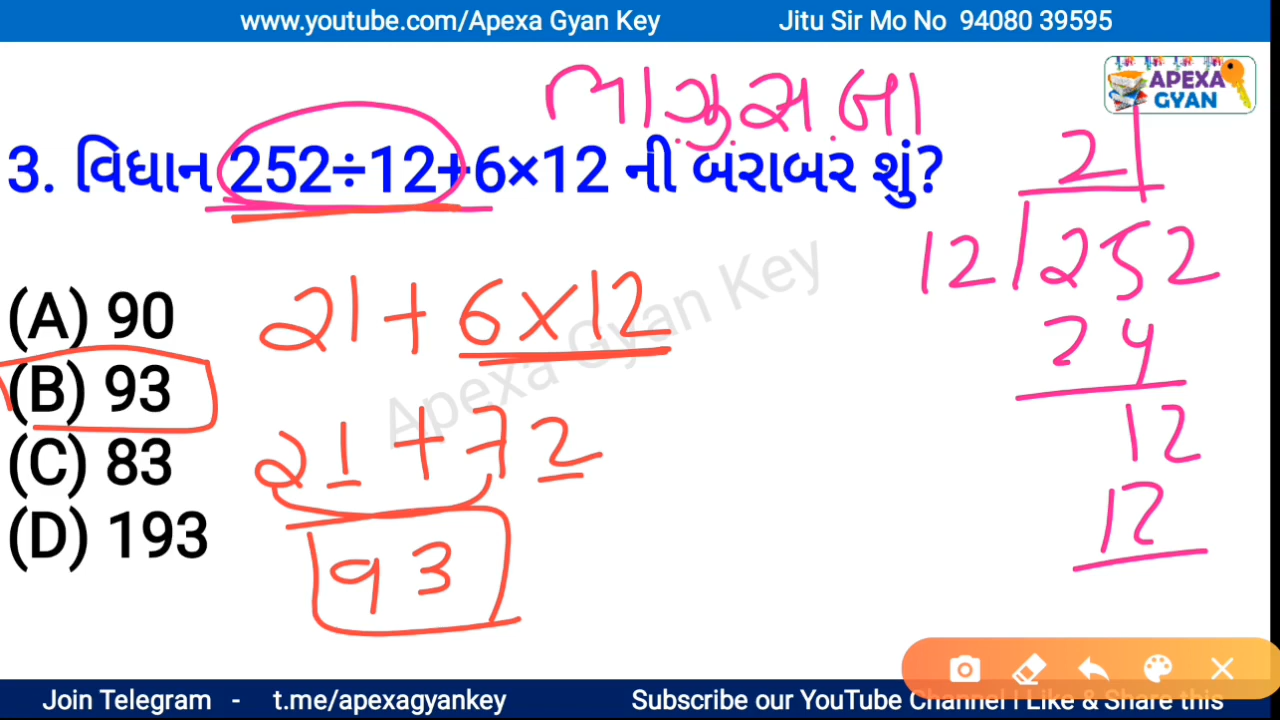 www.youtube.com/Apexa Gyan Key Jitu Sir Mo No 94080 39595
APEXA
GYAN
ભાગુસબા
3. વિધાન 252÷12+6×12 ની બરાબર શું?
21
12 252
24
12
12
(A) 90
(B) 93
(C) 83
(D) 193
21 + 6 × 12
21 + 72
93
Apexa Gyan Key
Join Telegram - t.me/apexagyankey Subscribe our YouTube Channel | Like & Share this